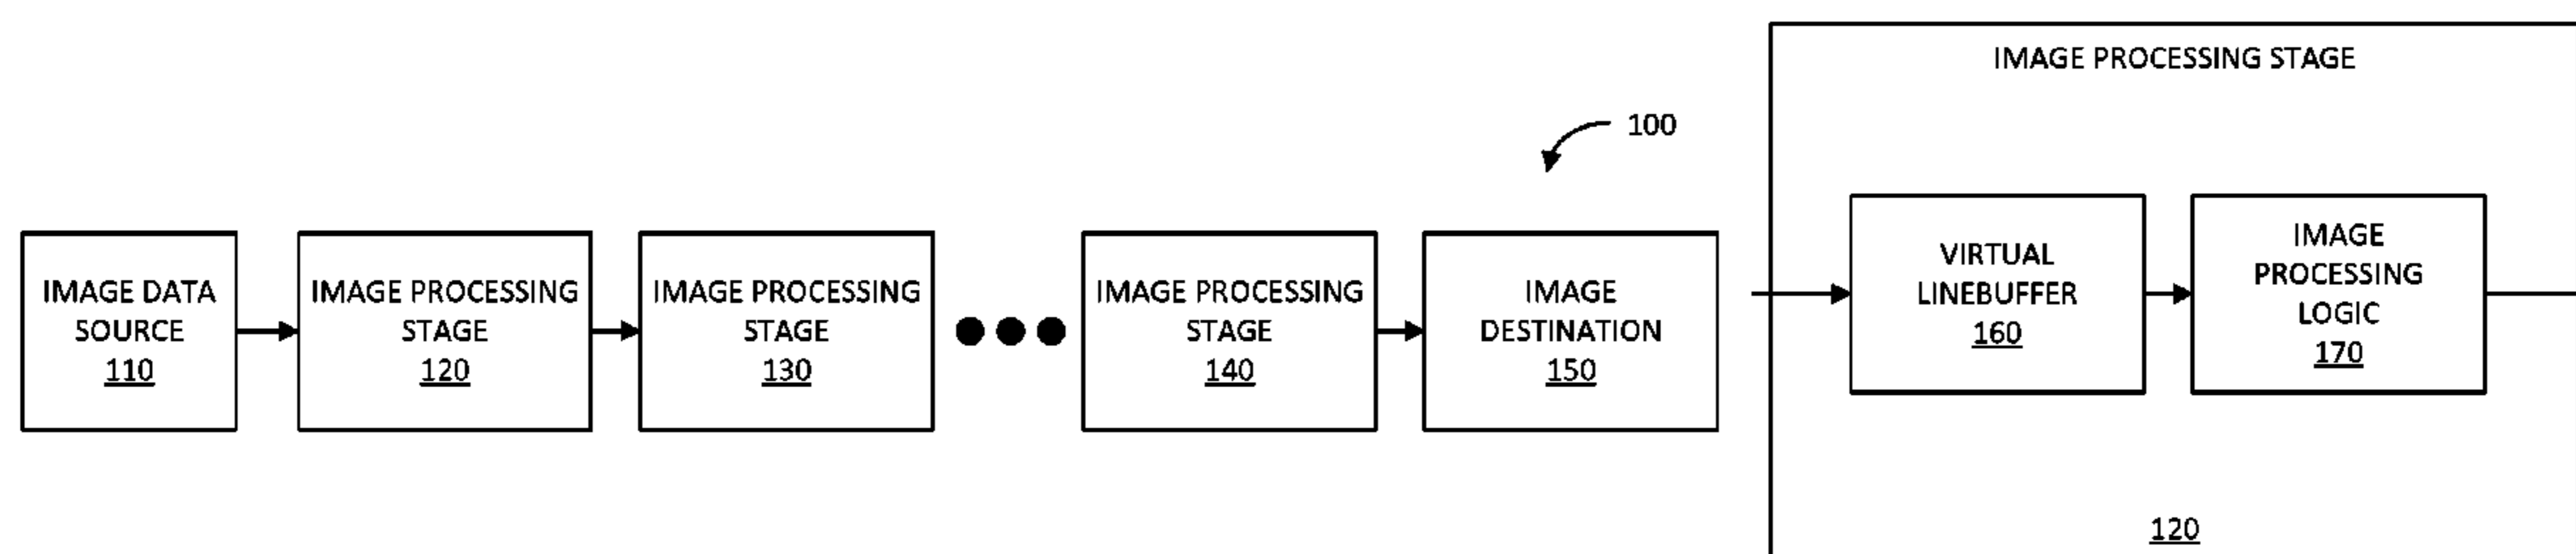 100
IMAGE DATA
SOURCE
110
IMAGE PROCESSING
STAGE
120
IMAGE PROCESSING
STAGE
130
IMAGE PROCESSING
STAGE
140
IMAGE
DESTINATION
150
IMAGE PROCESSING STAGE
VIRTUAL
LINEBUFFER
160
IMAGE
PROCESSING
LOGIC
170
120